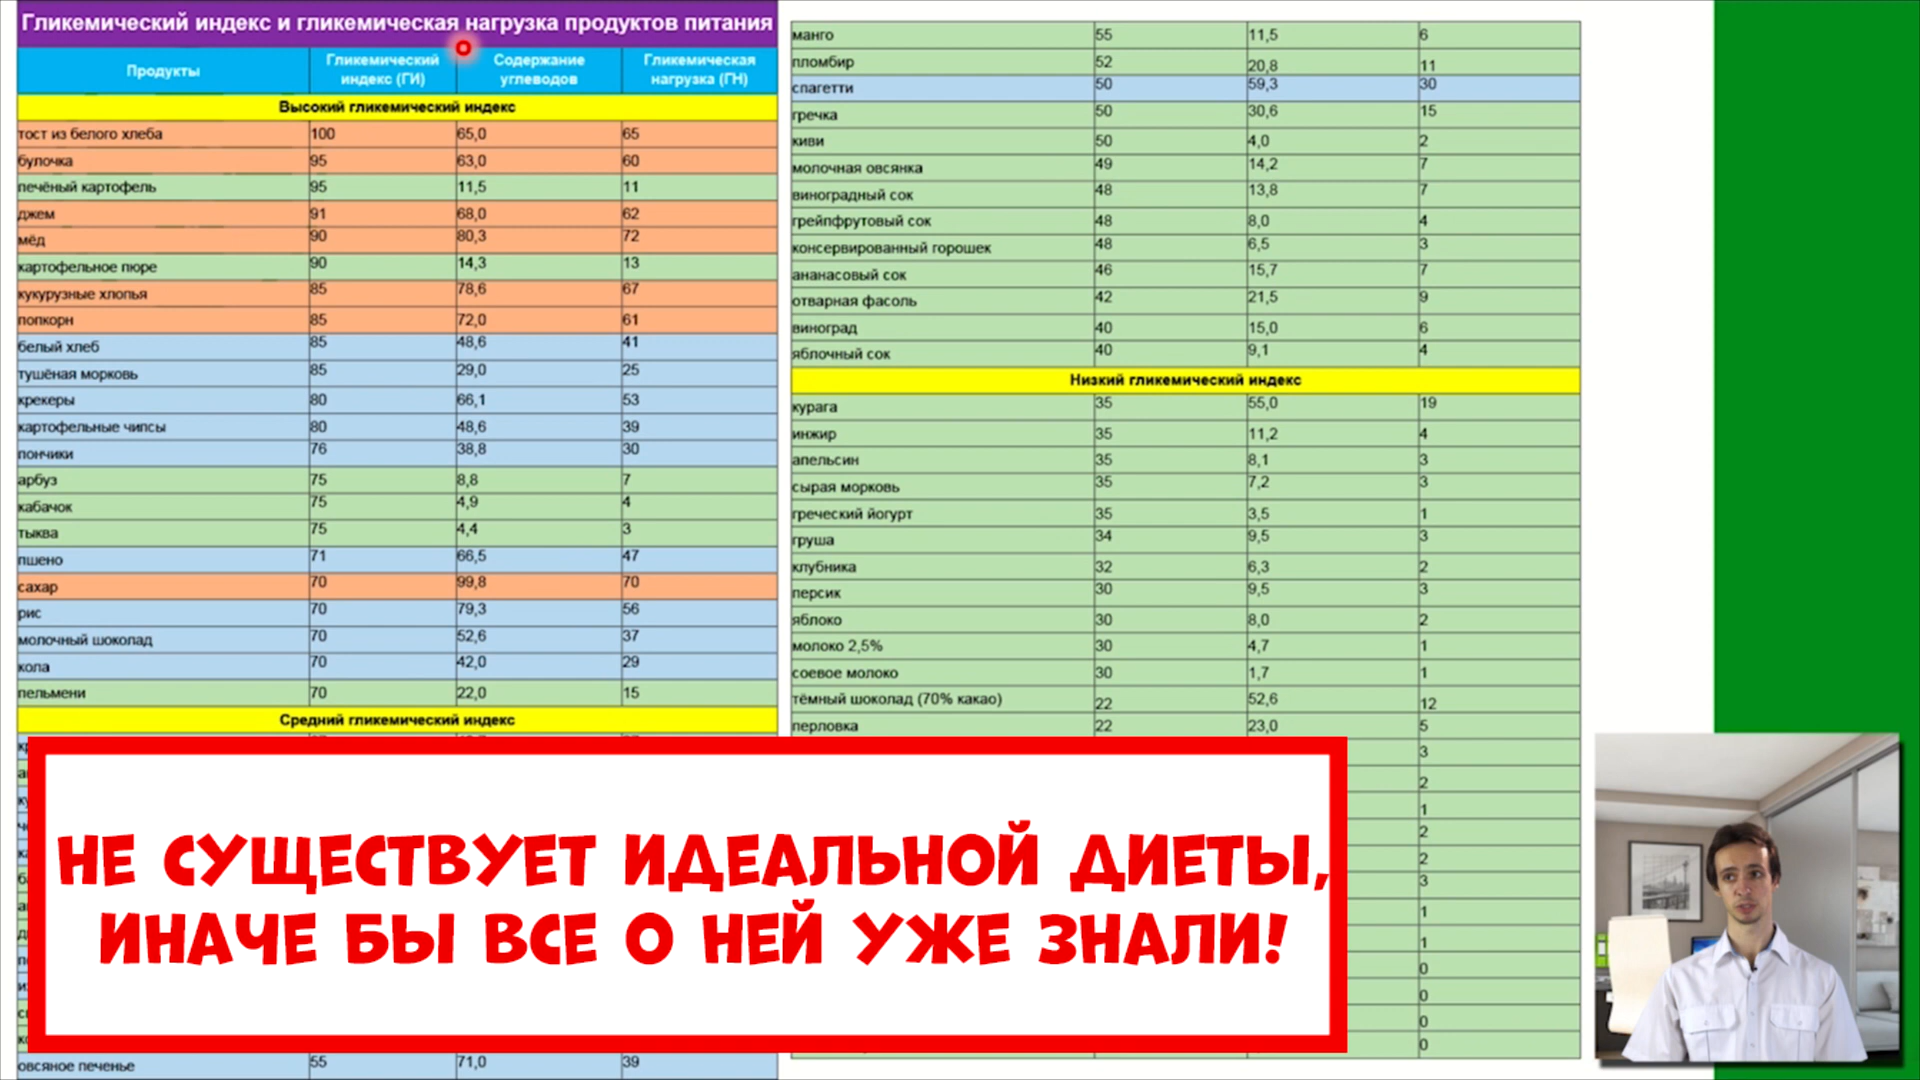 Гликемический индекс и гликемическая нагрузка продуктов питания
Продукты Гликемический индекс (ГИ) Содержание углеводов Гликемическая нагрузка (ГН)
Высокий гликемический индекс
тост из белого хлеба 100 65,0 65
булочка 95 63,0 60
печёный картофель 95 11,5 11
джем 91 68,0 62
мёд 90 80,3 72
картофельное пюре 90 14,3 13
кукурузные хлопья 85 78,6 67
попкорн 85 72,0 61
белый хлеб 85 48,6 41
тушёная морковь 85 29,0 25
крекеры 80 66,1 53
картофельные чипсы 80 48,6 39
пончики 76 38,8 30
арбуз 75 8,8 7
кабачок 75 4,9 4
тыква 75 4,4 3
пшено 71 66,5 47
сахар 70 99,8 70
рис 70 79,3 56
молочный шоколад 70 52,6 37
кола 70 42,0 29
пельмени 70 22,0 15
Средний гликемический индекс
овсяное печенье 55 71,0 39
манго 55 11,5 6
пломбир 52 20,8 11
спагетти 50 59,3 30
гречка 50 30,6 15
киви 50 4,0 2
молочная овсянка 49 14,2 7
виноградный сок 48 13,8 7
грейпфрутовый сок 48 8,0 4
консервированный горошек 48 6,5 3
ананасовый сок 46 15,7 7
отварная фасоль 42 21,5 9
виноград 40 15,0 6
яблочный сок 40 9,1 4
Низкий гликемический индекс
курага 35 55,0 19
инжир 35 11,2 4
апельсин 35 8,1 3
сырая морковь 35 7,2 3
греческий йогурт 35 3,5 1
груша 34 9,5 3
клубника 32 6,3 2
персик 30 9,5 3
яблоко 30 8,0 2
молоко 2,5% 30 4,7 1
соевое молоко 30 1,7 1
тёмный шоколад (70% какао) 22 52,6 12
перловка 22 23,0 5
3
2
1
2
2
3
1
1
0
0
0
0
НЕ СУЩЕСТВУЕТ ИДЕАЛЬНОЙ ДИЕТЫ,
ИНАЧЕ БЫ ВСЕ О НЕЙ УЖЕ ЗНАЛИ!